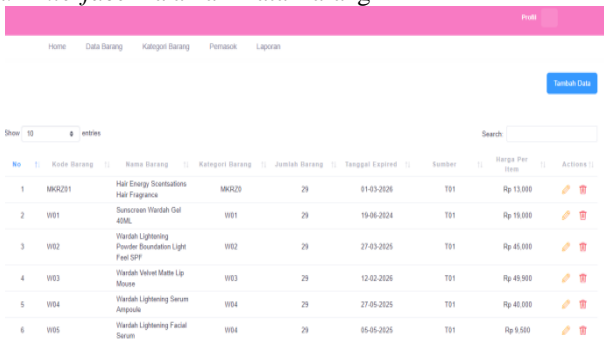 Profil
Home Data Barang Kategori Barang Pemasok Laporan
Tambah Data
Show 10 entries Search:
No Kode Barang Nama Barang Kategori Barang Jumlah Barang Tanggal Expired Sumber Harga Per Item Actions
1 MKRZ01 Hair Energy Scentsations Hair Fragrance MKRZ0 29 01-03-2026 T01 Rp 13,000
2 W01 Sunscreen Wardah Gel 40ML W01 29 19-06-2024 T01 Rp 19,000
3 W02 Wardah Lightening Powder Boundation Light Feel SPF W02 29 27-03-2025 T01 Rp 45,000
4 W03 Wardah Velvet Matte Lip Mouse W03 29 12-02-2026 T01 Rp 49,900
5 W04 Wardah Lightening Serum Ampoule W04 29 27-05-2025 T01 Rp 40,000
6 W05 Wardah Lightening Facial Serum W04 29 05-05-2025 T01 Rp 9,500